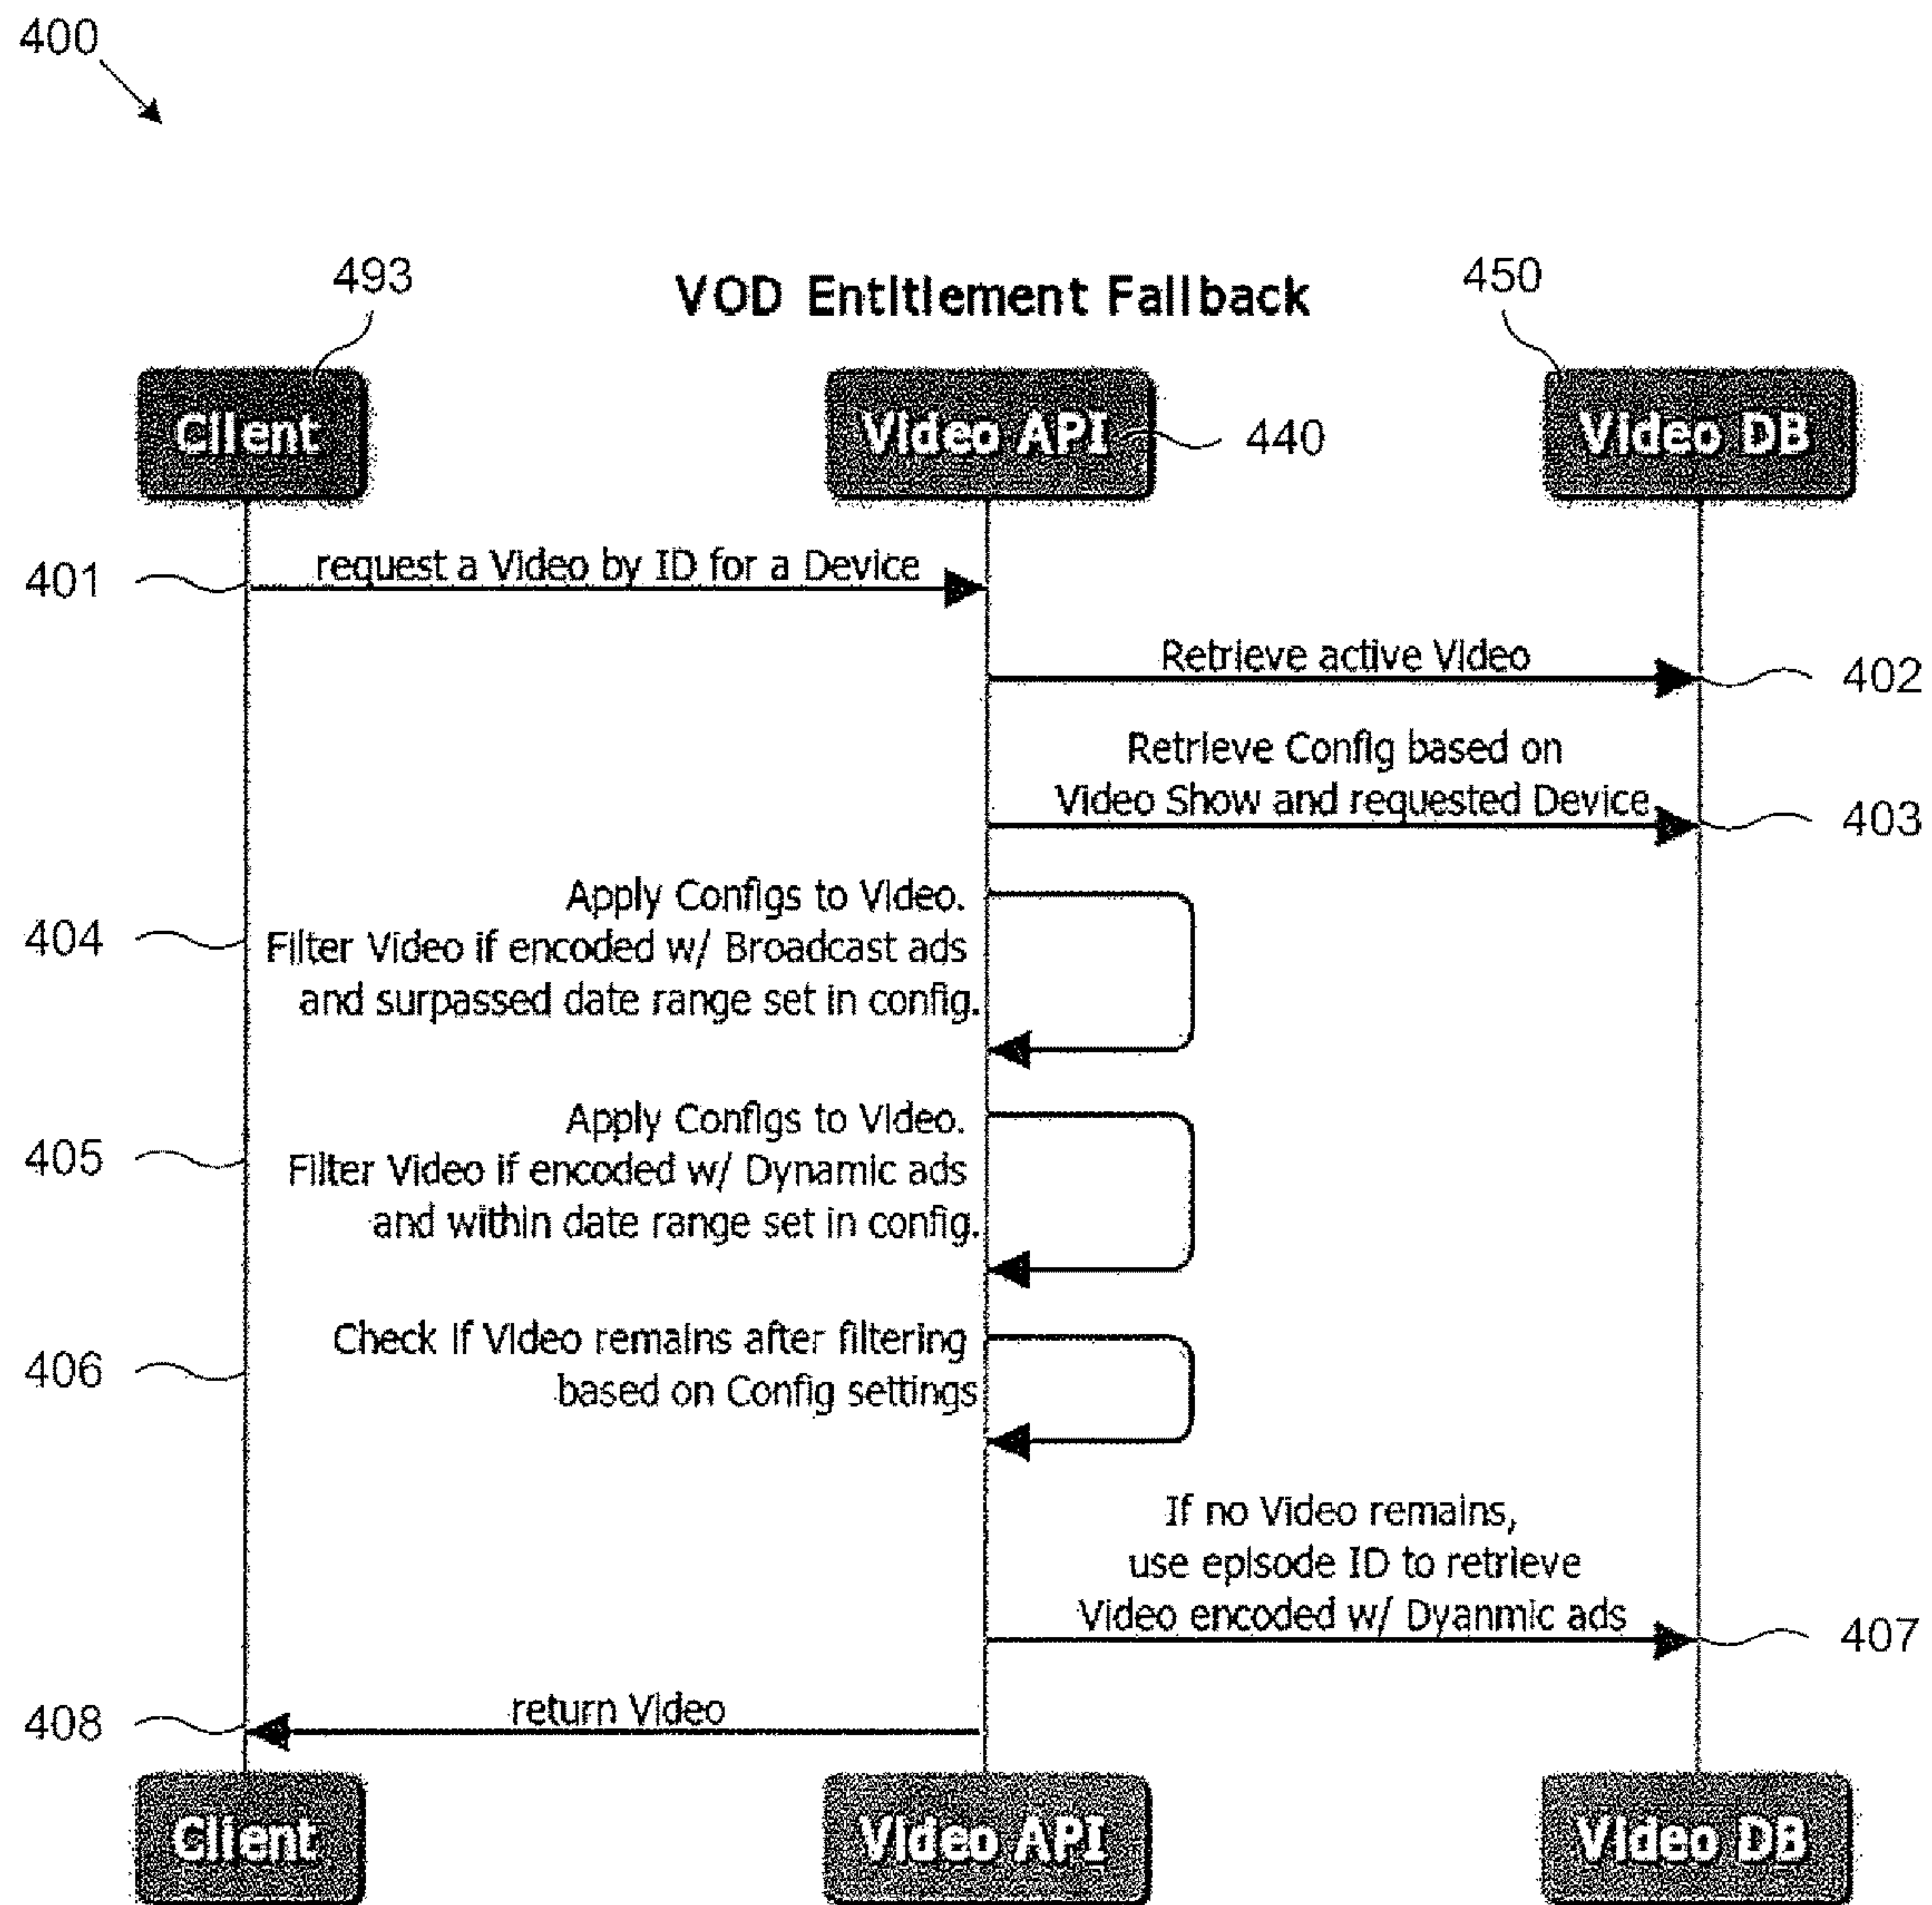 400
493
VOD Entitlement Fallback
450
Client
Video API
440
Video DB
401
request a Video by ID for a Device
Retrieve active Video
402
Retrieve Config based on
Video Show and requested Device
403
404
Apply Configs to Video.
Filter Video if encoded w/ Broadcast ads
and surpassed date range set in config.
405
Apply Configs to Video.
Filter Video if encoded w/ Dynamic ads
and within date range set in config.
406
Check if Video remains after filtering
based on Config settings
If no Video remains,
use episode ID to retrieve
Video encoded w/ Dyanmic ads
407
408
return Video
Client
Video API
Video DB